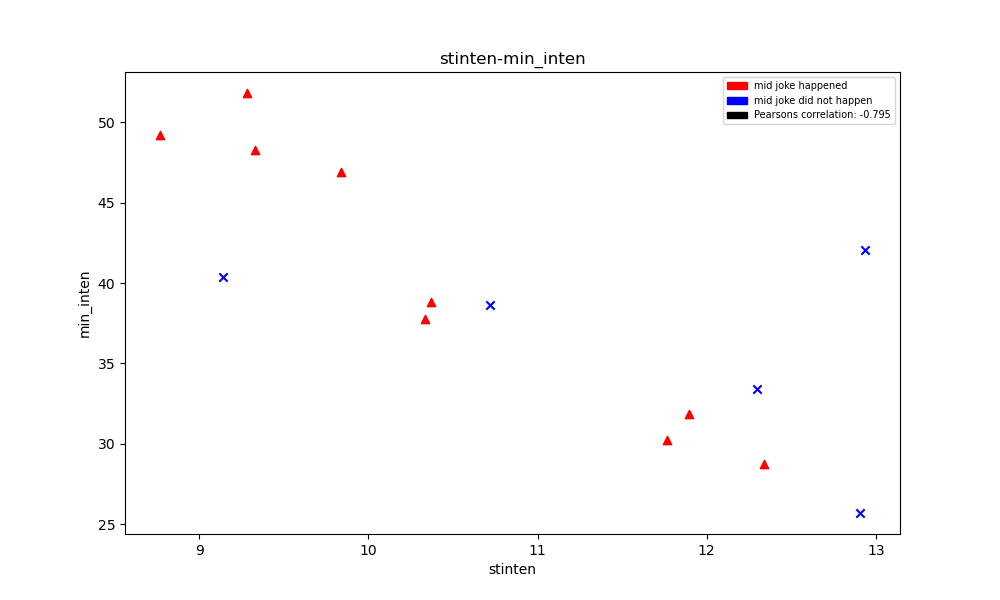 stinten-min_inten
mid joke happened
mid joke did not happen
Pearsons correlation: -0.795
min_inten
50
45
40
35
30
25
9 10 11 12 13
stinten